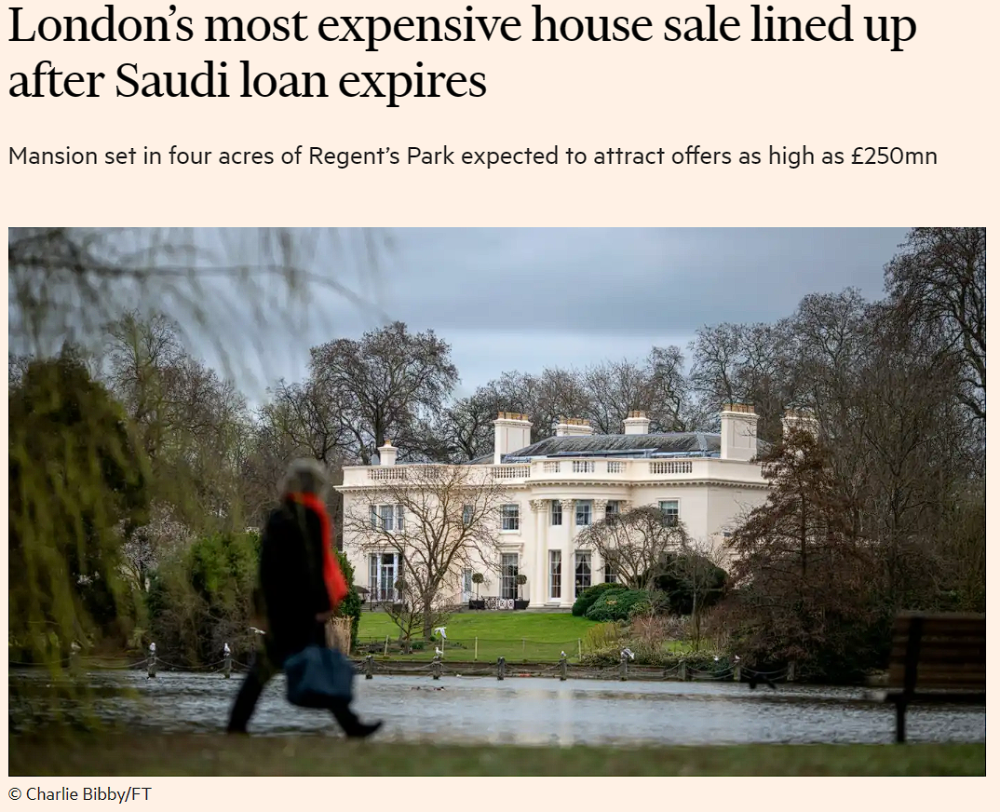 London’s most expensive house sale lined up
after Saudi loan expires
Mansion set in four acres of Regent’s Park expected to attract offers as high as £250mn
© Charlie Bibby/FT